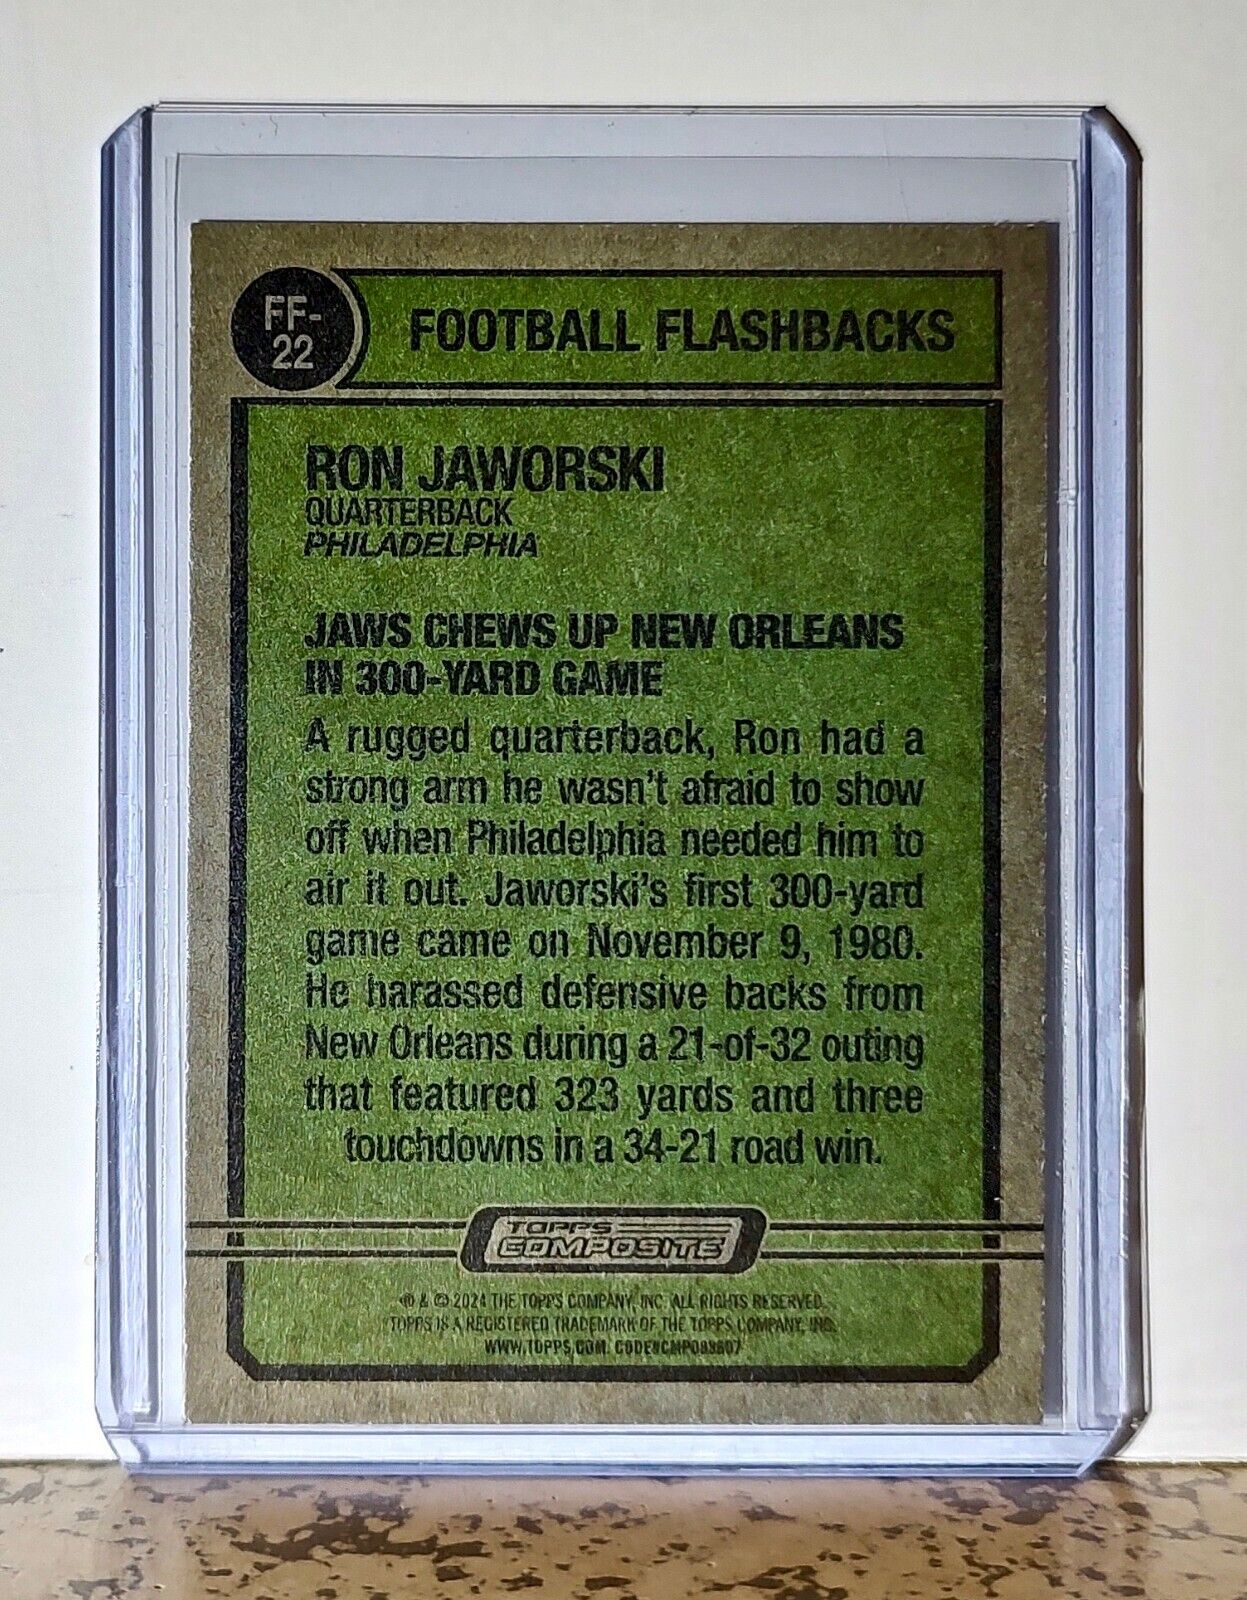 FF-
22
FOOTBALL FLASHBACKS
RON JAWORSKI
QUARTERBACK
PHILADELPHIA
JAWS CHEWS UP NEW ORLEANS
IN 300-YARD GAME
A rugged quarterback, Ron had a
strong arm he wasn't afraid to show
off when Philadelphia needed him to
air it out. Jaworski's first 300-yard
game came on November 9, 1980.
He harassed defensive backs from
New Orleans during a 21-of-32 outing
that featured 323 yards and three
touchdowns in a 34-21 road win.
TOPPS
COMPOSITE
® & © 2024 THE TOPPS COMPANY, INC. ALL RIGHTS RESERVED.
TOPPS IS A REGISTERED TRADEMARK OF THE TOPPS COMPANY, INC.
WWW.TOPPS.COM.